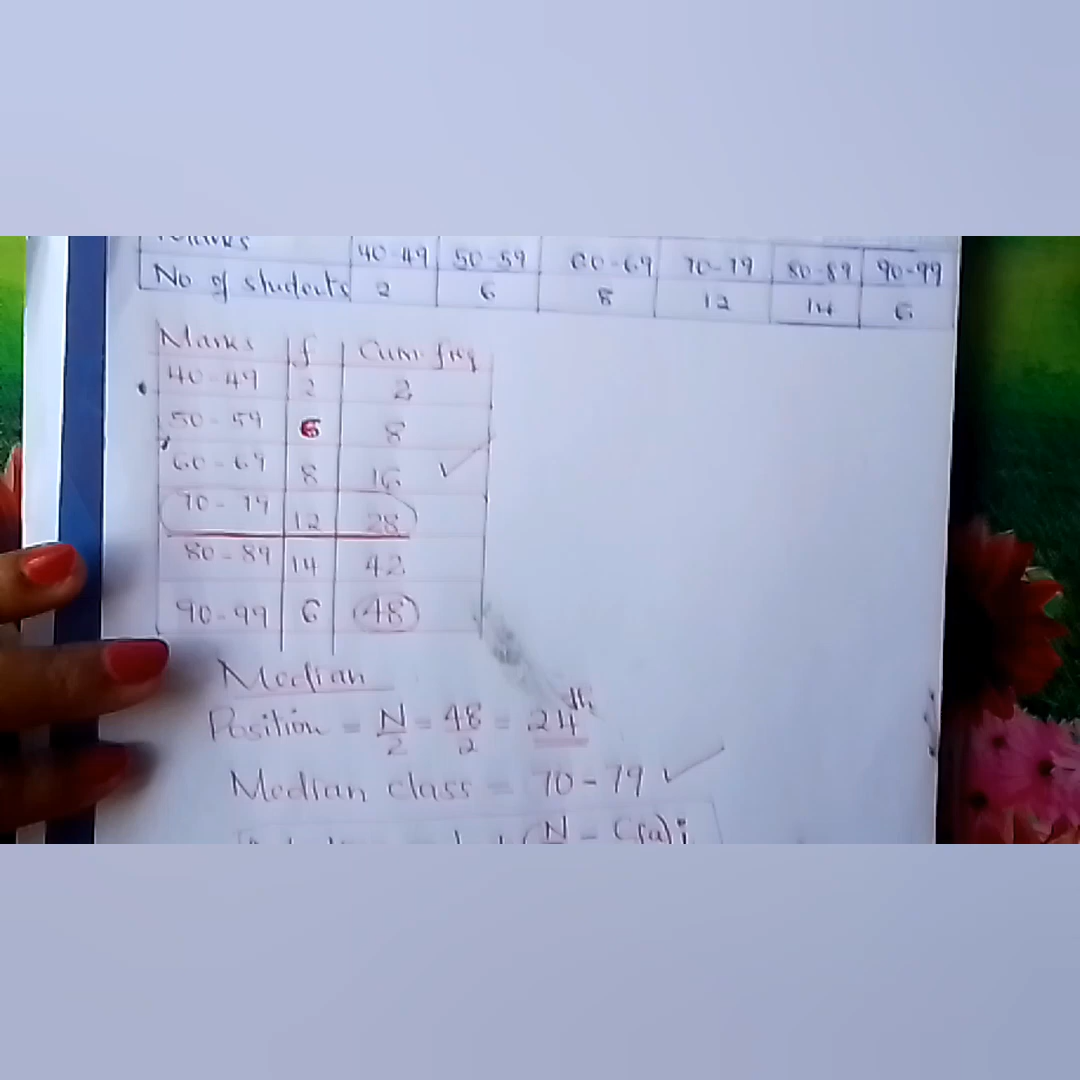 40-49 50-59 60-69 70-79 80-89 90-99
No of students 2 6 8 12 14 6
Marks f Cum. freq
40-49 2 2
50-59 6 8
60-69 8 16
70-79 12 28
80-89 14 42
90-99 6 48
Median
Position = N/2 = 48/2 = 24th
Median class = 70-79
N - Cfa) i